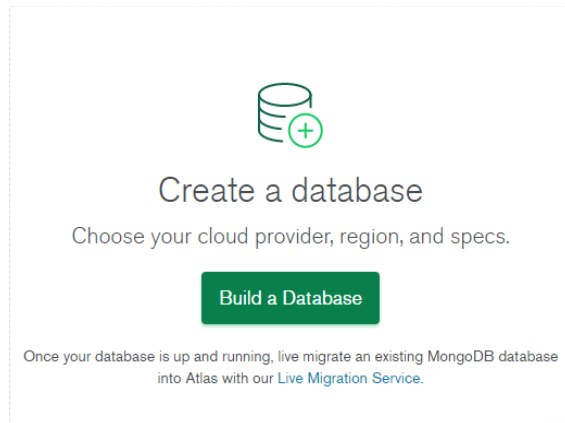 Create a database
Choose your cloud provider, region, and specs.
Build a Database
Once your database is up and running, live migrate an existing MongoDB database
into Atlas with our Live Migration Service.